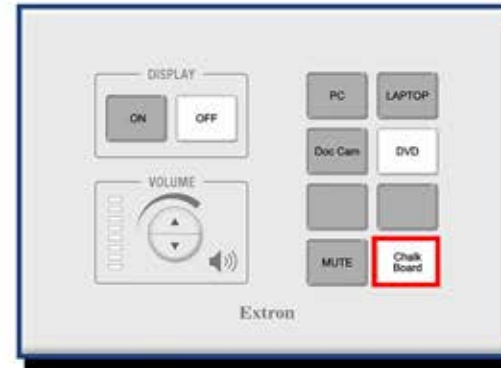 DISPLAY
ON OFF
VOLUME
PC LAPTOP
Doc Cam DVD
MUTE Chalk
Board
Extron